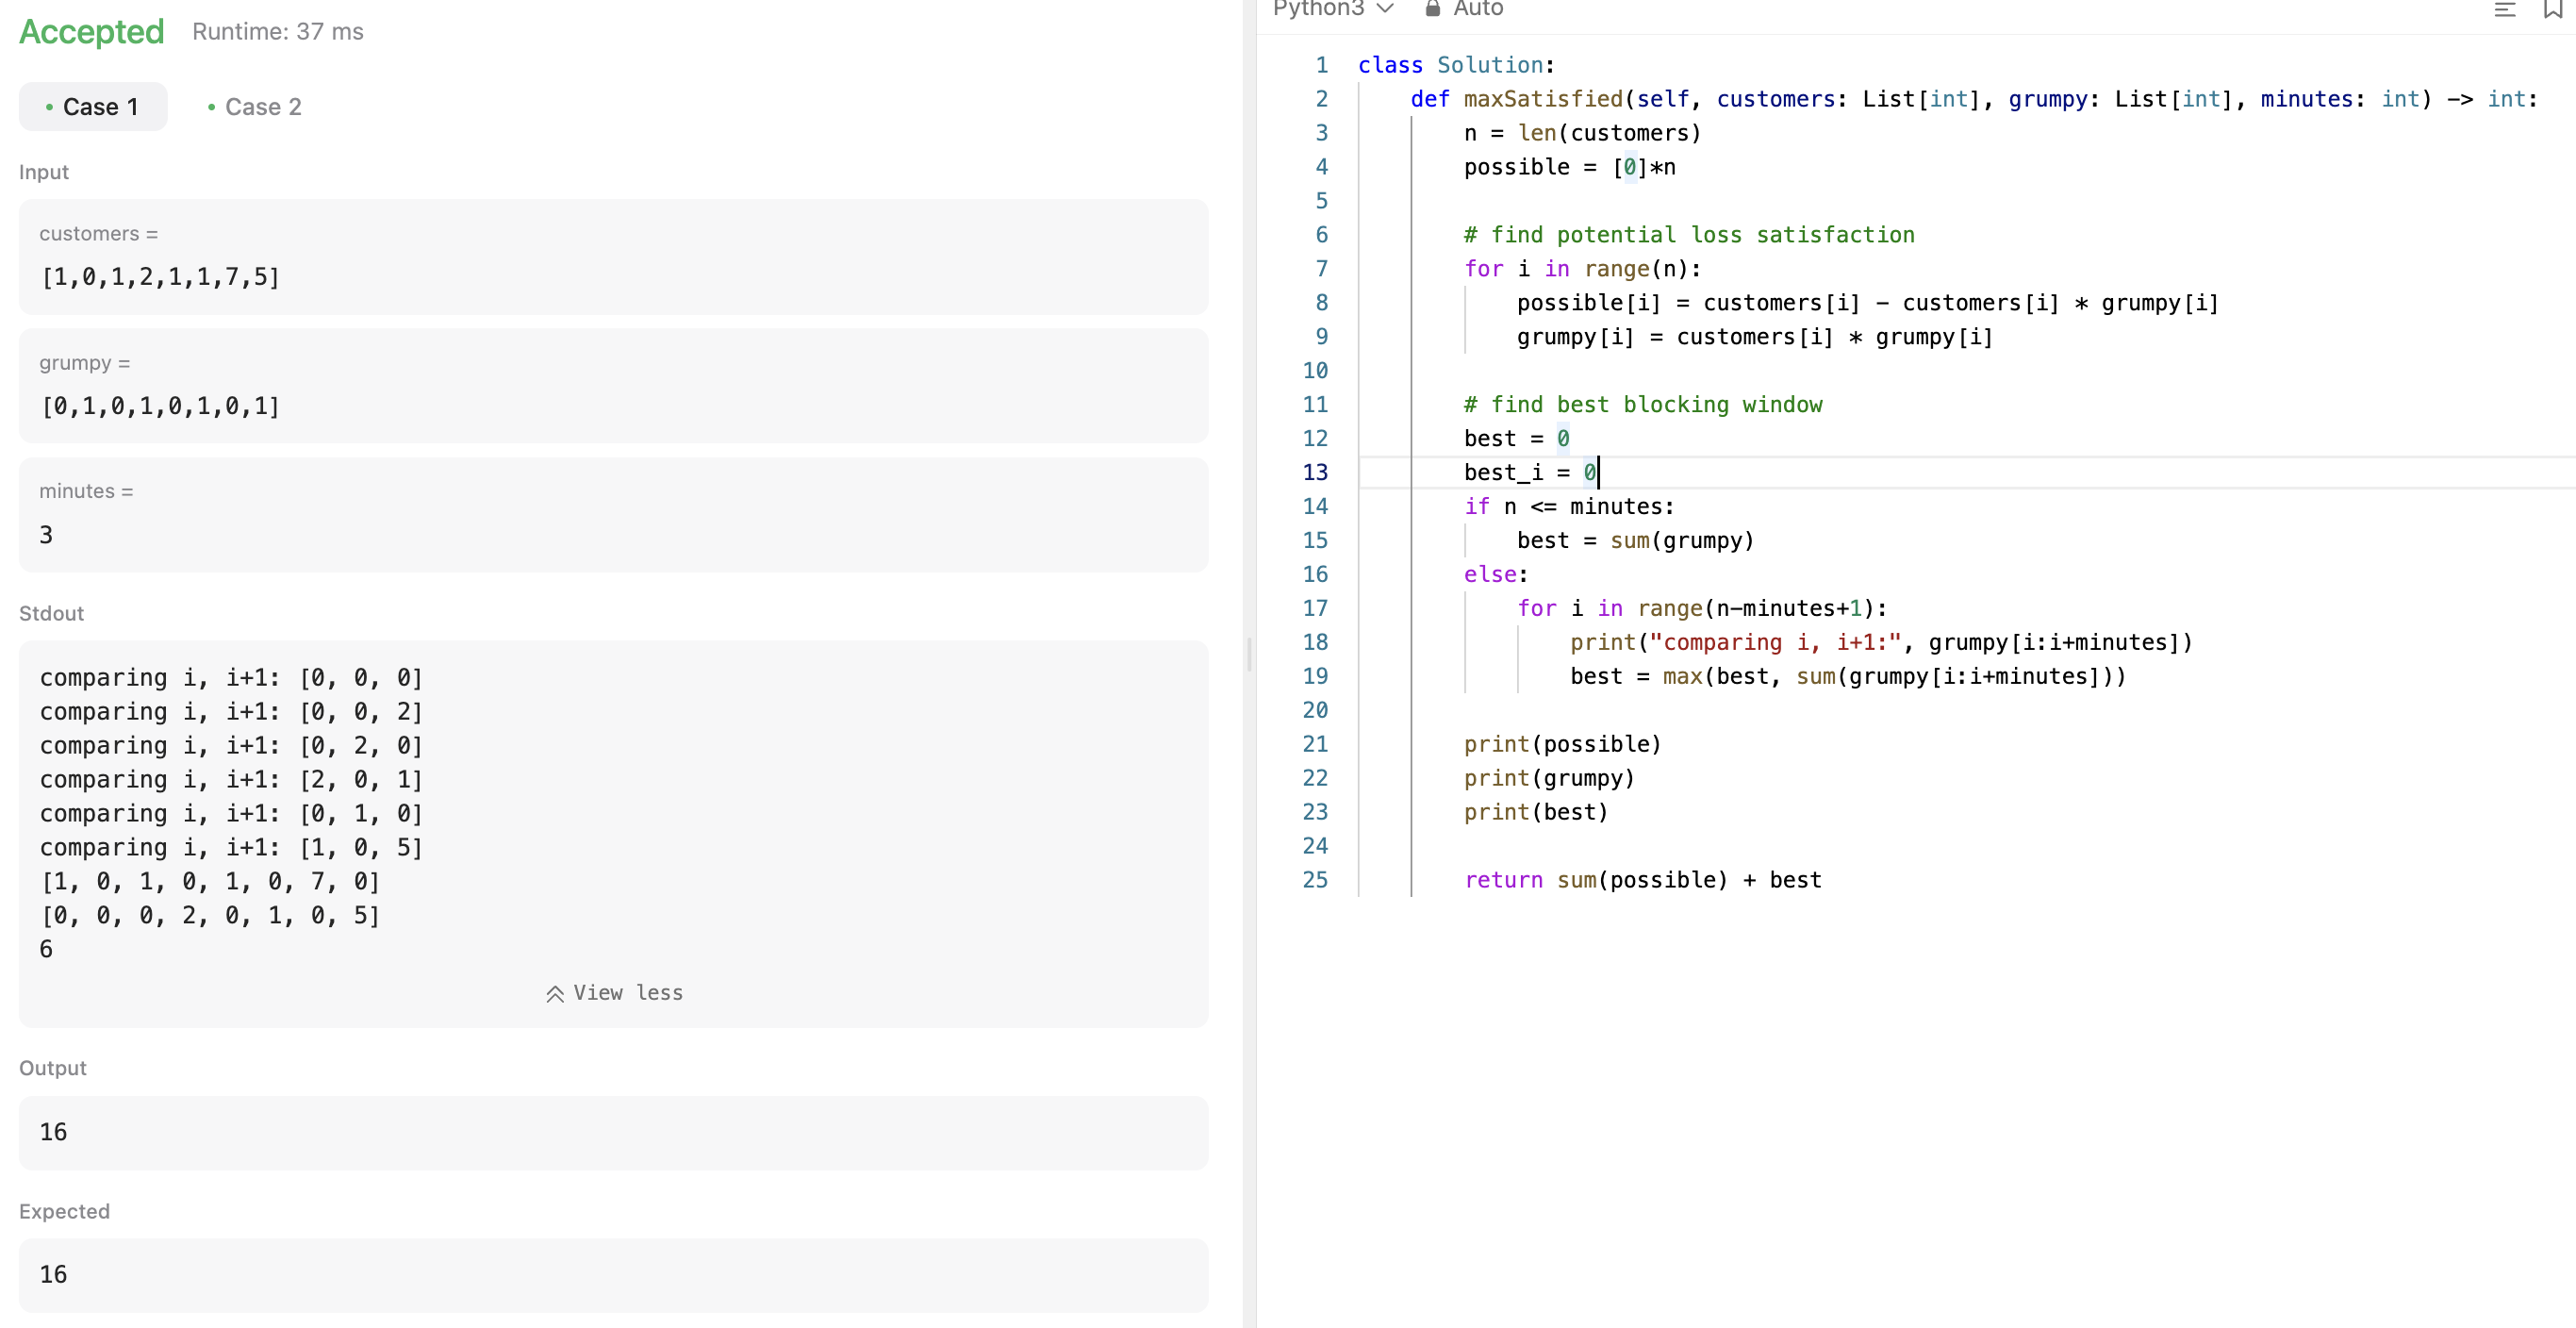 Accepted Runtime: 37 ms
• Case 1 • Case 2
Input
customers =
[1,0,1,2,1,1,7,5]
grumpy =
[0,1,0,1,0,1,0,1]
minutes =
3
Stdout
comparing i, i+1: [0, 0, 0]
comparing i, i+1: [0, 0, 2]
comparing i, i+1: [0, 2, 0]
comparing i, i+1: [2, 0, 1]
comparing i, i+1: [0, 1, 0]
comparing i, i+1: [1, 0, 5]
[1, 0, 1, 0, 1, 0, 7, 0]
[0, 0, 0, 2, 0, 1, 0, 5]
6
View less
Output
16
Expected
16
Python3 Auto
1 class Solution:
2     def maxSatisfied(self, customers: List[int], grumpy: List[int], minutes: int) -> int:
3         n = len(customers)
4         possible = [0]*n
5
6         # find potential loss satisfaction
7         for i in range(n):
8             possible[i] = customers[i] - customers[i] * grumpy[i]
9             grumpy[i] = customers[i] * grumpy[i]
10
11         # find best blocking window
12         best = 0
13         best_i = 0
14         if n <= minutes:
15             best = sum(grumpy)
16         else:
17             for i in range(n-minutes+1):
18                 print("comparing i, i+1:", grumpy[i:i+minutes])
19                 best = max(best, sum(grumpy[i:i+minutes]))
20
21         print(possible)
22         print(grumpy)
23         print(best)
24
25         return sum(possible) + best